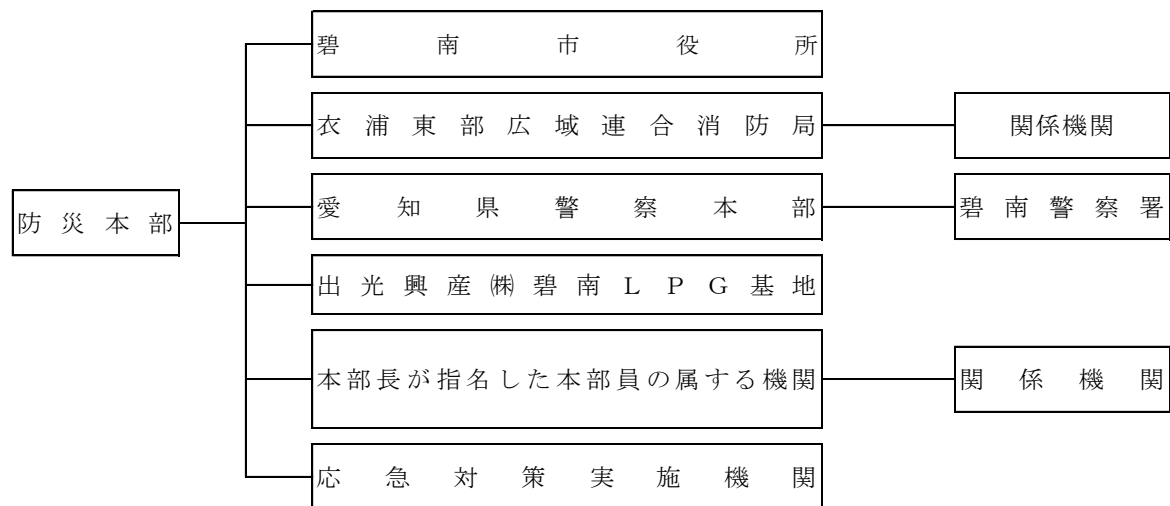 防災本部
碧南市役所
衣浦東部広域連合消防局
関係機関
愛知県警察本部
碧南警察署
出光興産㈱碧南ＬＰＧ基地
本部長が指名した本部員の属する機関
関係機関
応急対策実施機関